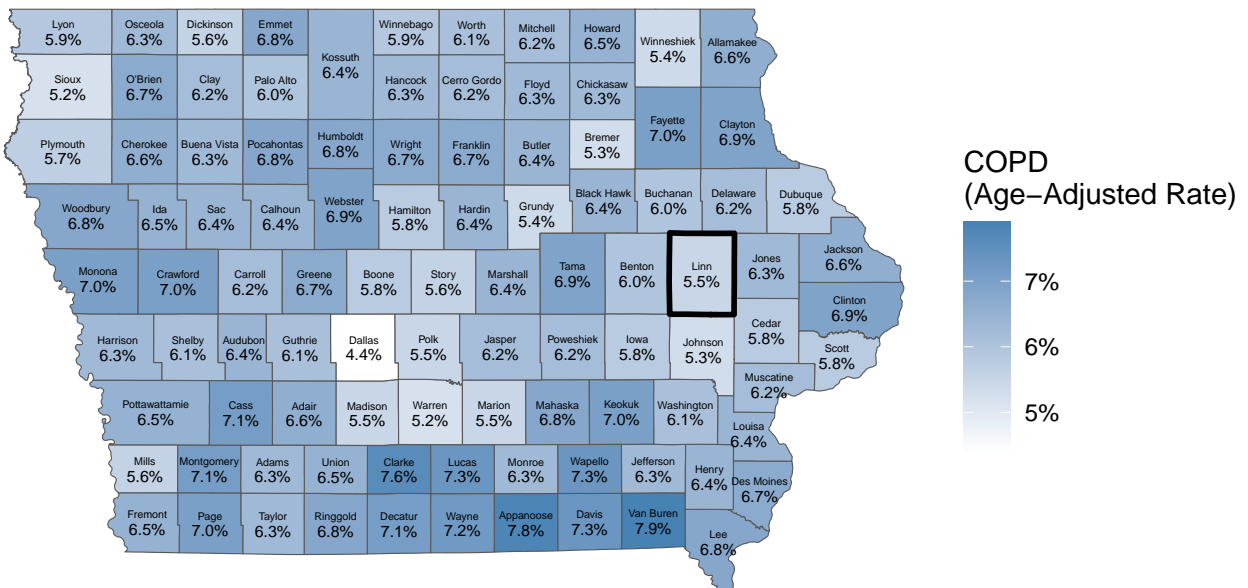 Lyon
5.9%
Osceola
6.3%
Dickinson
5.6%
Emmet
6.8%
Kossuth
6.4%
Winnebago
5.9%
Worth
6.1%
Mitchell
6.2%
Howard
6.5%
Winneshiek
5.4%
Allamakee
6.6%
Sioux
5.2%
O'Brien
6.7%
Clay
6.2%
Palo Alto
6.0%
Hancock
6.3%
Cerro Gordo
6.2%
Floyd
6.3%
Chickasaw
6.3%
Fayette
7.0%
Clayton
6.9%
Plymouth
5.7%
Cherokee
6.6%
Buena Vista
6.3%
Pocahontas
6.8%
Humboldt
6.8%
Wright
6.7%
Franklin
6.7%
Butler
6.4%
Bremer
5.3%
Woodbury
6.8%
Ida
6.5%
Sac
6.4%
Calhoun
6.4%
Webster
6.9%
Hamilton
5.8%
Hardin
6.4%
Grundy
5.4%
Black Hawk
6.4%
Buchanan
6.0%
Delaware
6.2%
Dubuque
5.8%
Monona
7.0%
Crawford
7.0%
Carroll
6.2%
Greene
6.7%
Boone
5.8%
Story
5.6%
Marshall
6.4%
Tama
6.9%
Benton
6.0%
Linn
5.5%
Jones
6.3%
Jackson
6.6%
Clinton
6.9%
Harrison
6.3%
Shelby
6.1%
Audubon
6.4%
Guthrie
6.1%
Dallas
4.4%
Polk
5.5%
Jasper
6.2%
Poweshiek
6.2%
Iowa
5.8%
Johnson
5.3%
Cedar
5.8%
Scott
5.8%
Muscatine
6.2%
Pottawattamie
6.5%
Cass
7.1%
Adair
6.6%
Madison
5.5%
Warren
5.2%
Marion
5.5%
Mahaska
6.8%
Keokuk
7.0%
Washington
6.1%
Louisa
6.4%
Mills
5.6%
Montgomery
7.1%
Adams
6.3%
Union
6.5%
Clarke
7.6%
Lucas
7.3%
Monroe
6.3%
Wapello
7.3%
Jefferson
6.3%
Henry
6.4%
Des Moines
6.7%
Fremont
6.5%
Page
7.0%
Taylor
6.3%
Ringgold
6.8%
Decatur
7.1%
Wayne
7.2%
Appanoose
7.8%
Davis
7.3%
Van Buren
7.9%
Lee
6.8%
COPD
(Age−Adjusted Rate)
7%
6%
5%